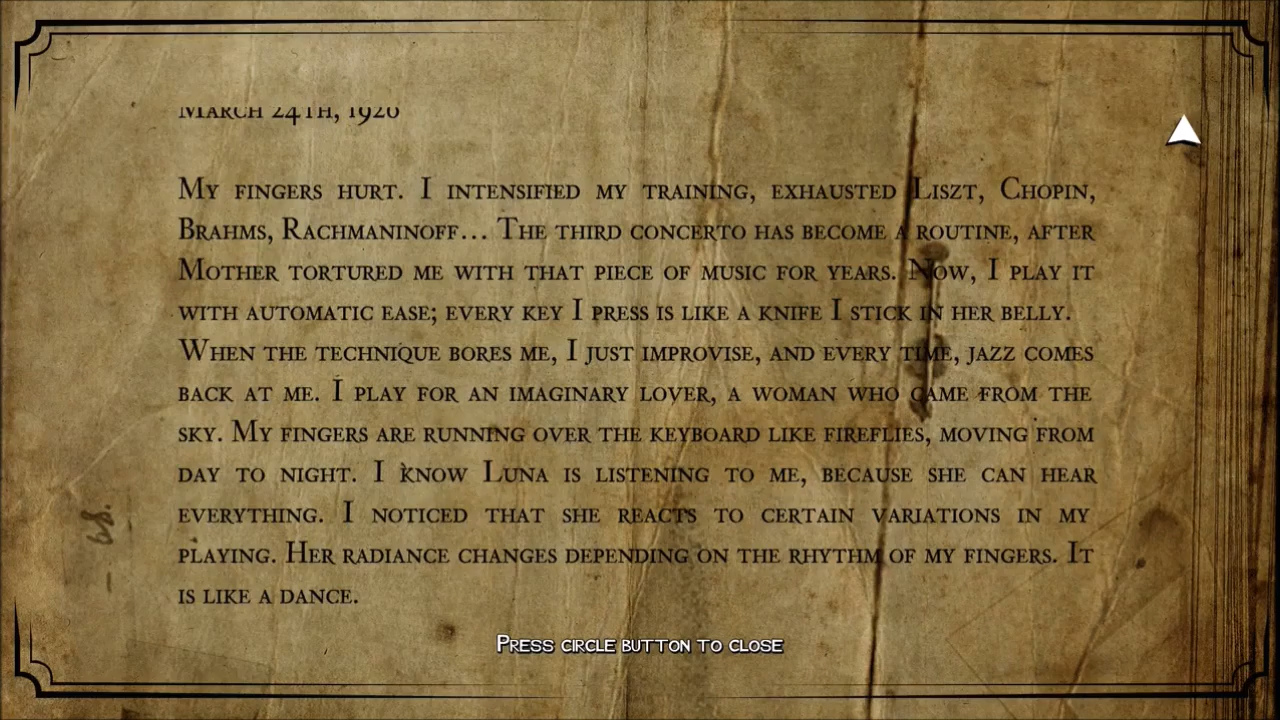 March 24th, 1920
My fingers hurt. I intensified my training, exhausted Liszt, Chopin,
Brahms, Rachmaninoff... The third concerto has become a routine, after
Mother tortured me with that piece of music for years. Now, I play it
with automatic ease; every key I press is like a knife I stick in her belly.
When the technique bores me, I just improvise, and every time, jazz comes
back at me. I play for an imaginary lover, a woman who came from the
sky. My fingers are running over the keyboard like fireflies, moving from
day to night. I know Luna is listening to me, because she can hear
everything. I noticed that she reacts to certain variations in my
playing. Her radiance changes depending on the rhythm of my fingers. It
is like a dance.
Press circle button to close